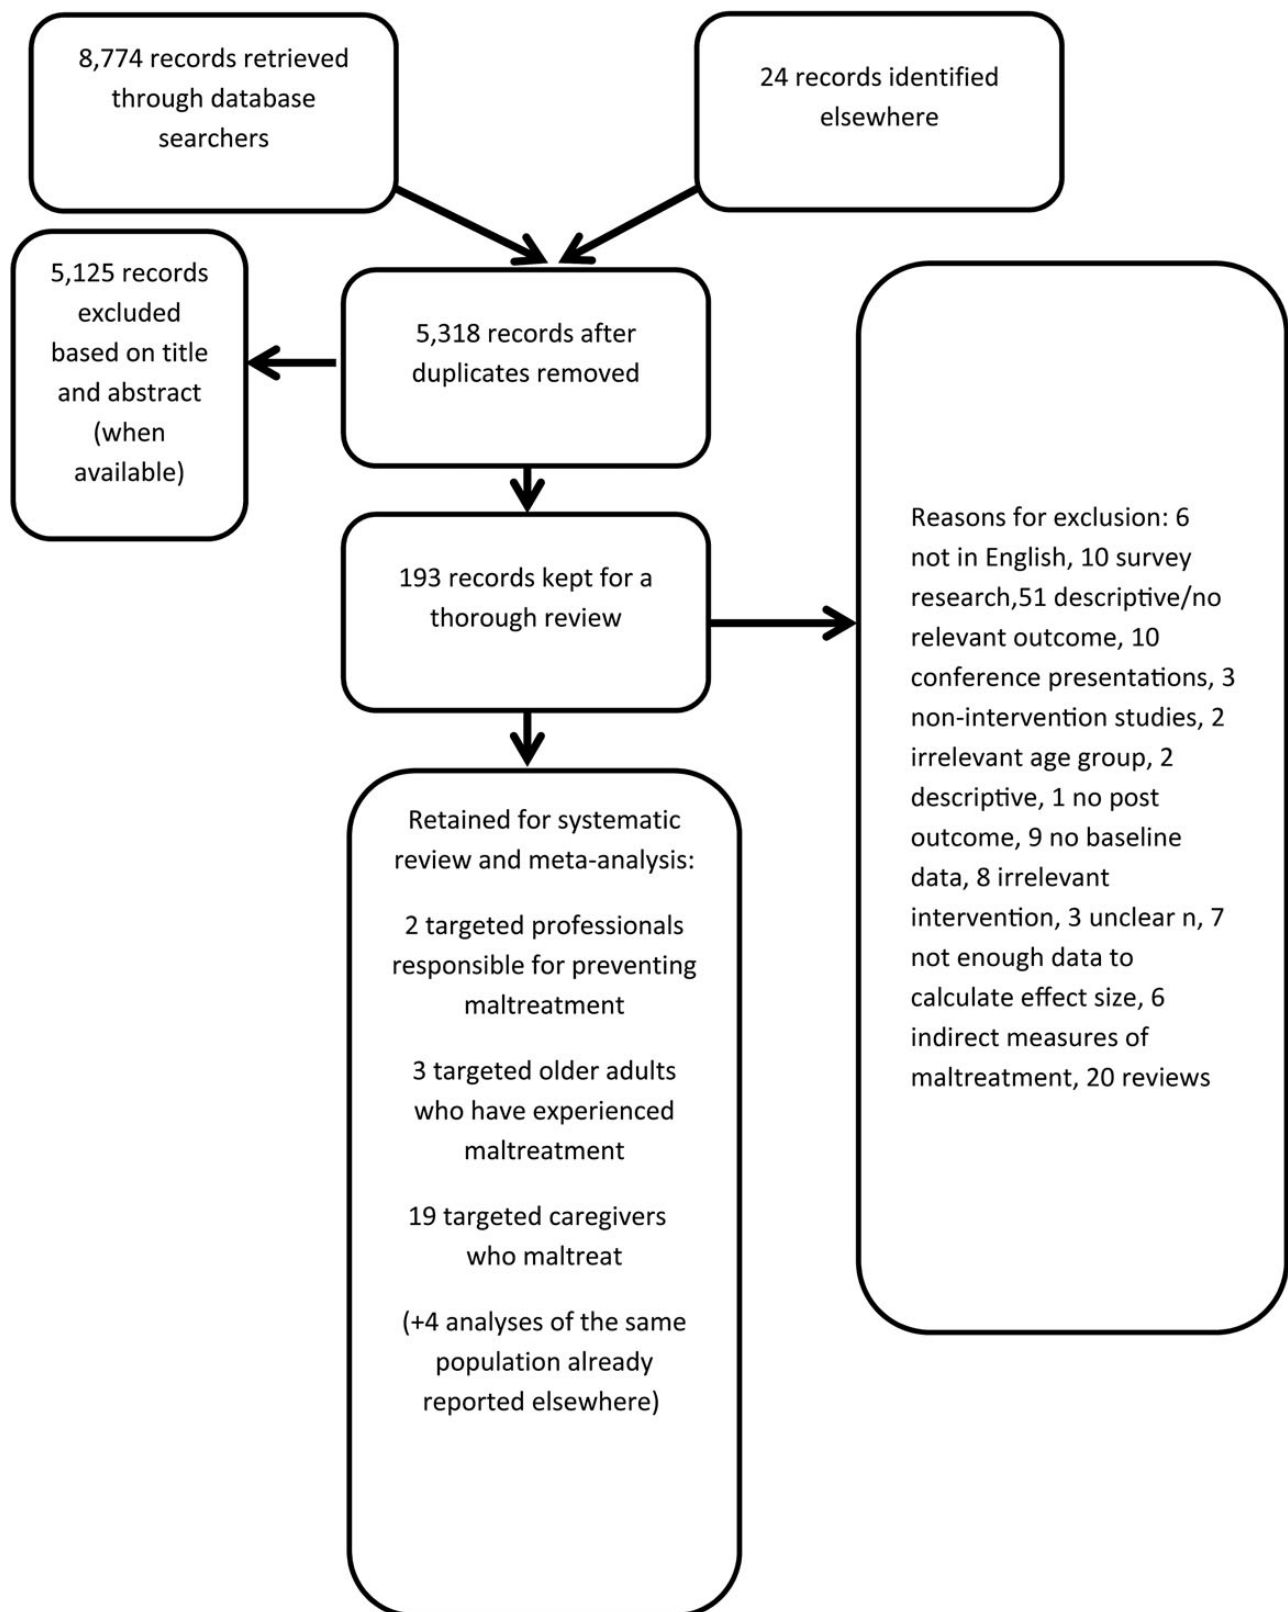 8,774 records retrieved
through database
searchers
24 records identified
elsewhere
5,125 records
excluded
based on title
and abstract
(when
available)
5,318 records after
duplicates removed
193 records kept for a
thorough review
Reasons for exclusion: 6
not in English, 10 survey
research,51 descriptive/no
relevant outcome, 10
conference presentations, 3
non-intervention studies, 2
irrelevant age group, 2
descriptive, 1 no post
outcome, 9 no baseline
data, 8 irrelevant
intervention, 3 unclear n, 7
not enough data to
calculate effect size, 6
indirect measures of
maltreatment, 20 reviews
Retained for systematic
review and meta-analysis:
2 targeted professionals
responsible for preventing
maltreatment
3 targeted older adults
who have experienced
maltreatment
19 targeted caregivers
who maltreat
(+4 analyses of the same
population already
reported elsewhere)